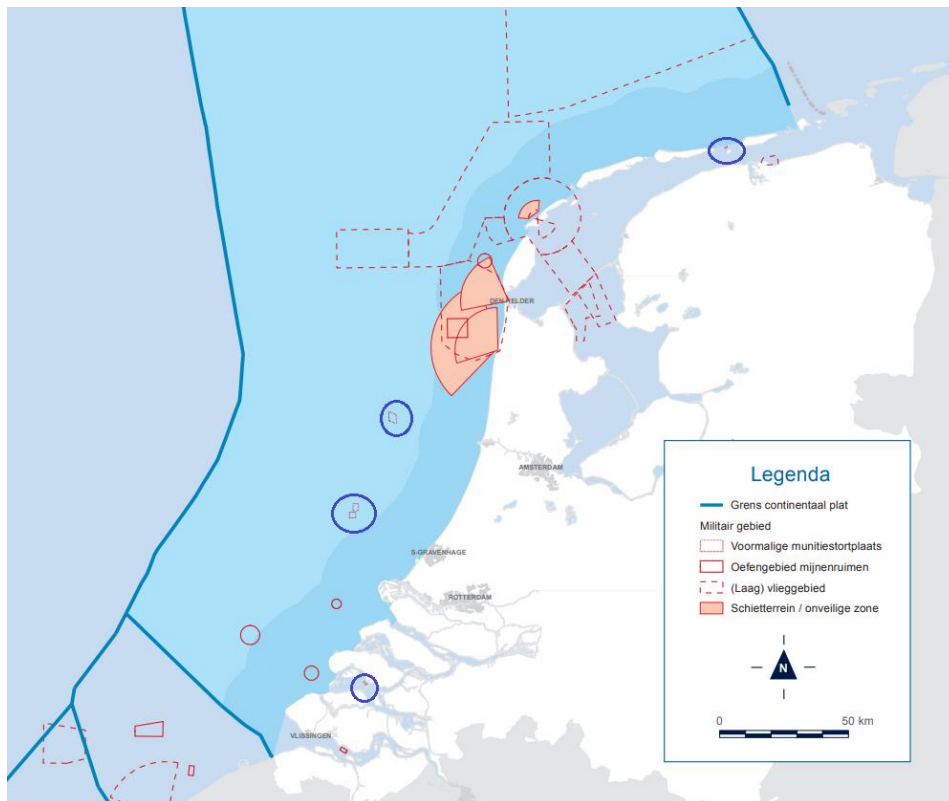 DEN HELDER
AMSTERDAM
S-GRAVENHAGE
ROTTERDAM
VLISSINGEN
Legenda
Grens continentaal plat
Militair gebied
Voormalige munitiestortplaats
Oefengebied mijnenruimen
(Laag) vlieggebied
Schietterrein / onveilige zone
N
0 50 km